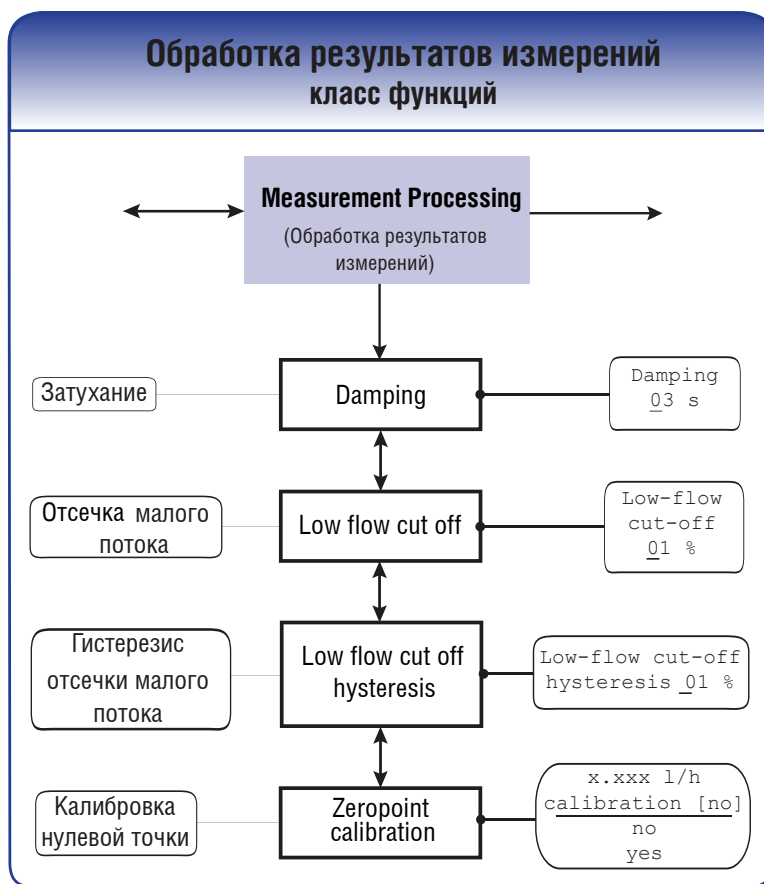 Обработка результатов измерений
класс функций
Measurement Processing
(Обработка результатов
измерений)
Затухание
Damping
Damping
03 s
Отсечка малого
потока
Low flow cut off
Low-flow
cut-off
01 %
Гистерезис
отсечки малого
потока
Low flow cut off
hysteresis
Low-flow cut-off
hysteresis 01 %
Калибровка
нулевой точки
Zeropoint
calibration
x.xxx l/h
calibration [no]
no
yes